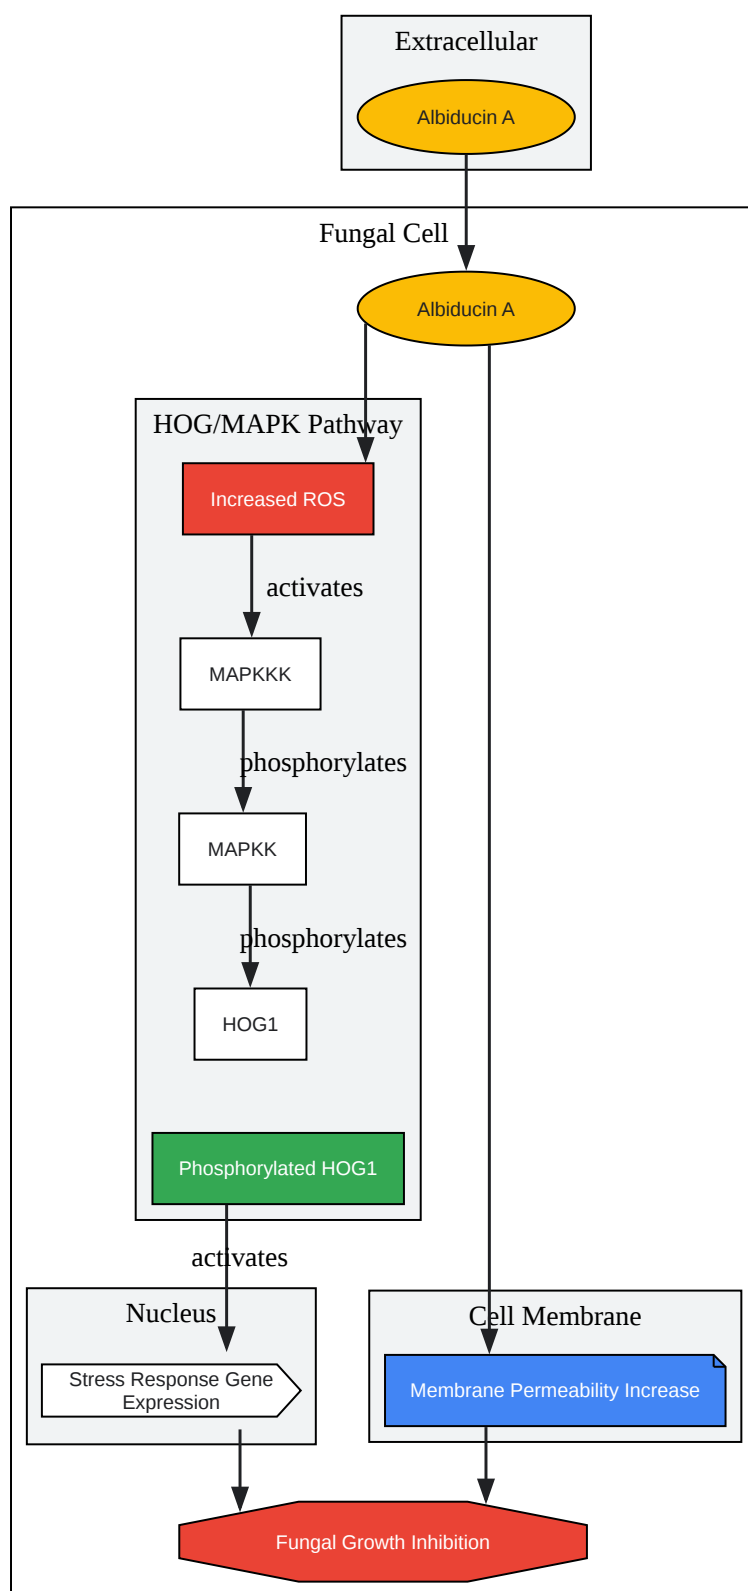 Extracellular
Albiducin A
Fungal Cell
Albiducin A
HOG/MAPK Pathway
Increased ROS
activates
MAPKKK
phosphorylates
MAPKK
phosphorylates
HOG1
Phosphorylated HOG1
activates
Nucleus
Stress Response Gene
Expression
Cell Membrane
Membrane Permeability Increase
Fungal Growth Inhibition